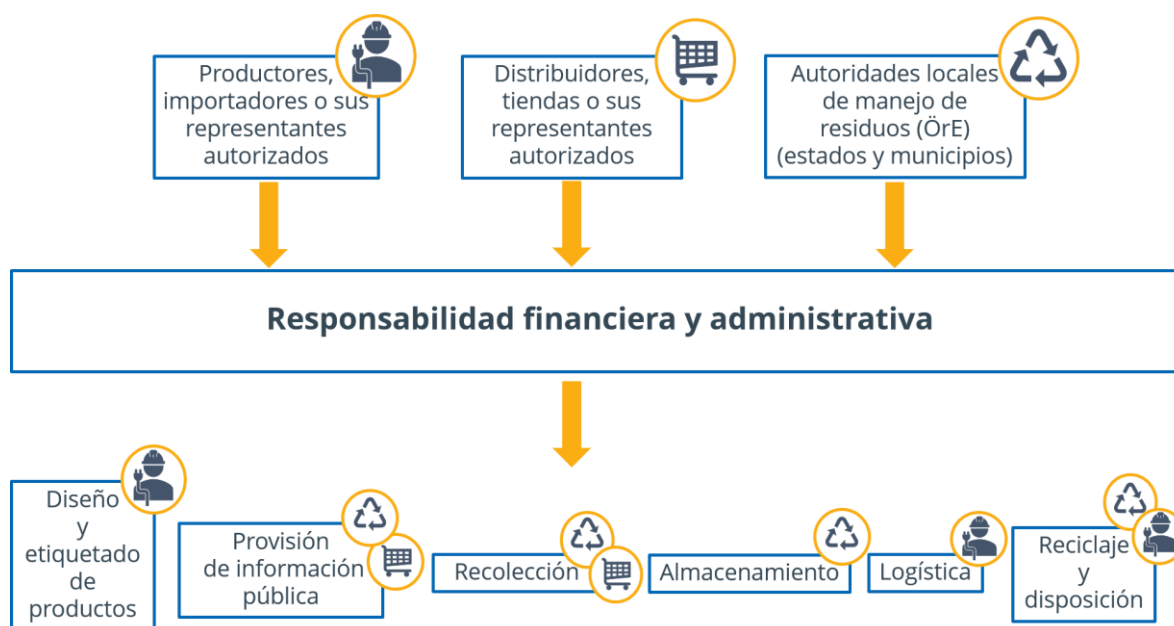 Productores,
importadores o sus
representantes
autorizados
Distribuidores,
tiendas o sus
representantes
autorizados
Autoridades locales
de manejo de
residuos (ÖrE)
(estados y municipios)
Responsabilidad financiera y administrativa
Diseño
y
etiquetado
de
productos
Provisión
de información
pública
Recolección
Almacenamiento
Logística
Reciclaje
y
disposición